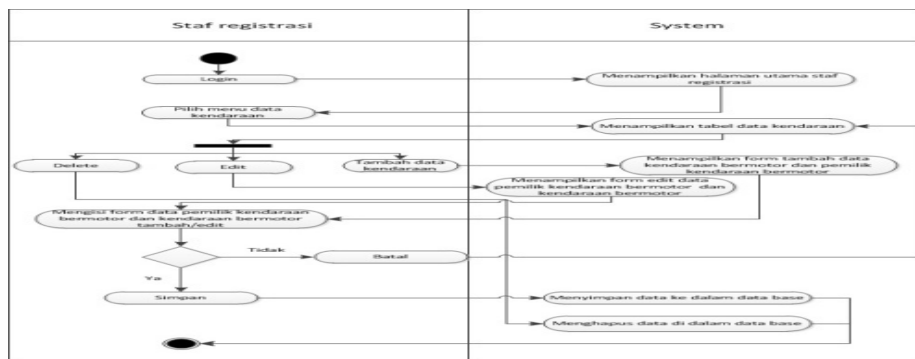 Staf registrasi
System
Login
Menampilkan halaman utama staf
registrasi
Pilih menu data
kendaraan
Menampilkan tabel data kendaraan
Delete
Edit
Tambah data
kendaraan
Menampilkan form tambah data
kendaraan bermotor dan pemilik
kendaraan bermotor
Menampilkan form edit data
pemilik kendaraan bermotor dan
kendaraan bermotor
Mengisi form data pemilik kendaraan
bermotor dan kendaraan bermotor
tambah/edit
Tidak
Batal
Ya
Simpan
Menyimpan data ke dalam data base
Menghapus data di dalam data base